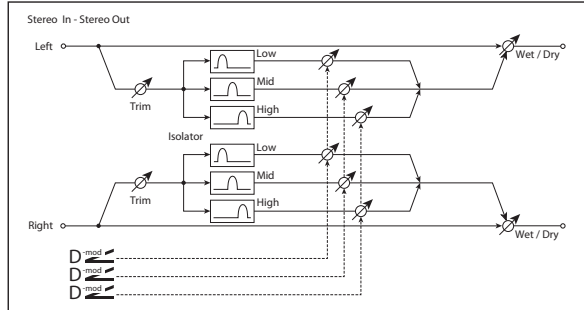 Stereo In - Stereo Out
Left
Wet / Dry
Trim
Low
Mid
High
Isolator
Low
Mid
High
Trim
Right
Wet / Dry
D-mod
D-mod
D-mod